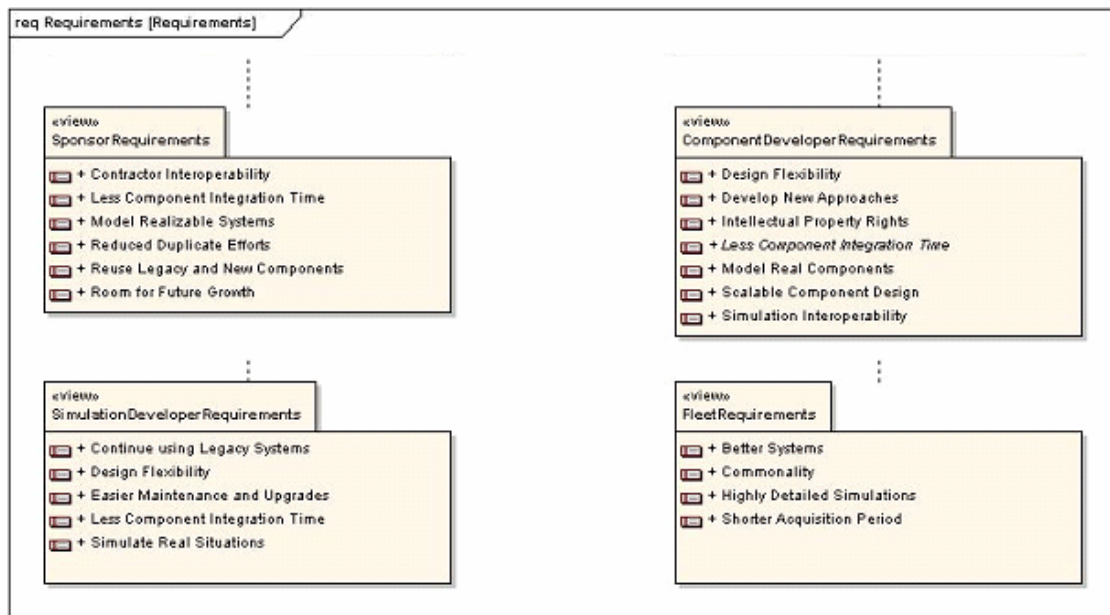 req Requirements [Requirements]
«view»
SponsorRequirements
+ Contractor Interoperability
+ Less Component Integration Time
+ Model Realizable Systems
+ Reduced Duplicate Efforts
+ Reuse Legacy and New Components
+ Room for Future Growth
«view»
ComponentDeveloperRequirements
+ Design Flexibility
+ Develop New Approaches
+ Intellectual Property Rights
+ Less Component Integration Time
+ Model Real Components
+ Scalable Component Design
+ Simulation Interoperability
«view»
SimulationDeveloperRequirements
+ Continue using Legacy Systems
+ Design Flexibility
+ Easier Maintenance and Upgrades
+ Less Component Integration Time
+ Simulate Real Situations
«view»
FleetRequirements
+ Better Systems
+ Commonality
+ Highly Detailed Simulations
+ Shorter Acquisition Period